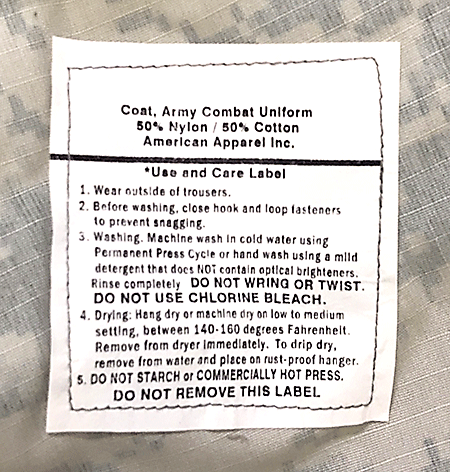 Coat, Army Combat Uniform
50% Nylon / 50% Cotton
American Apparel Inc.
*Use and Care Label
1. Wear outside of trousers.
2. Before washing, close hook and loop fasteners
to prevent snagging.
3. Washing. Machine wash in cold water using
Permanent Press Cycle or hand wash using a mild
detergent that does NOT contain optical brighteners.
Rinse completely DO NOT WRING OR TWIST.
DO NOT USE CHLORINE BLEACH.
4. Drying: Hang dry or machine dry on low to medium
setting, between 140-160 degrees Fahrenheit.
Remove from dryer immediately. To drip dry,
remove from water and place on rust-proof hanger.
5. DO NOT STARCH or COMMERCIALLY HOT PRESS.
DO NOT REMOVE THIS LABEL